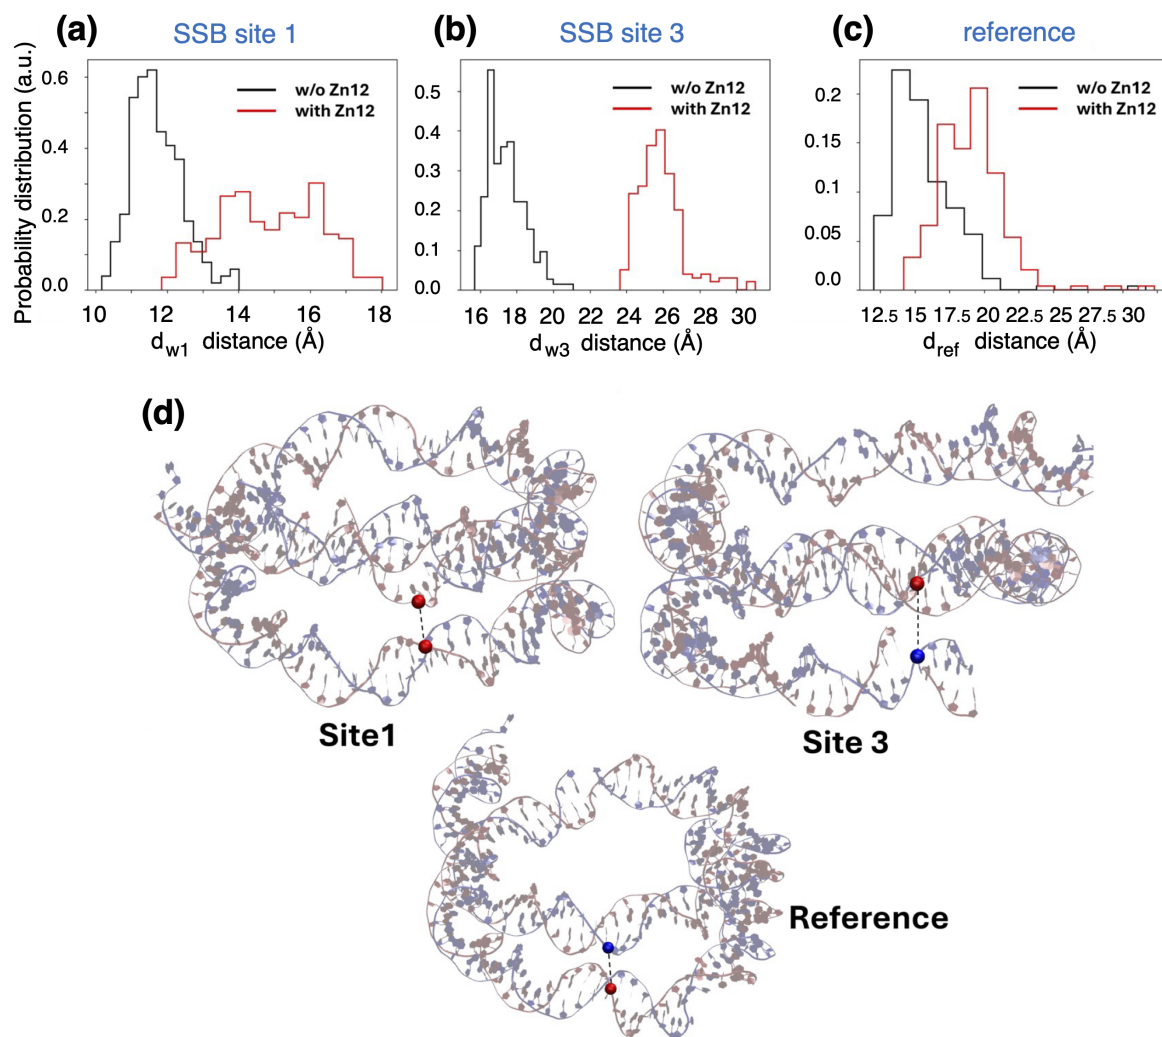 (a) SSB site 1 (b) SSB site 3 (c) reference
Probability distribution (a.u.)
0.6
0.4
0.2
0.0
w/o Zn12
with Zn12
10 12 14 16 18
dw1 distance (Å)
0.5
0.4
0.3
0.2
0.1
0.0
w/o Zn12
with Zn12
16 18 20 22 24 26 28 30
dw3 distance (Å)
0.2
0.15
0.1
0.05
0.0
w/o Zn12
with Zn12
12.5 15 17.5 20 22.5 25 27.5 30
dref distance (Å)
(d)
Site1
Site 3
Reference